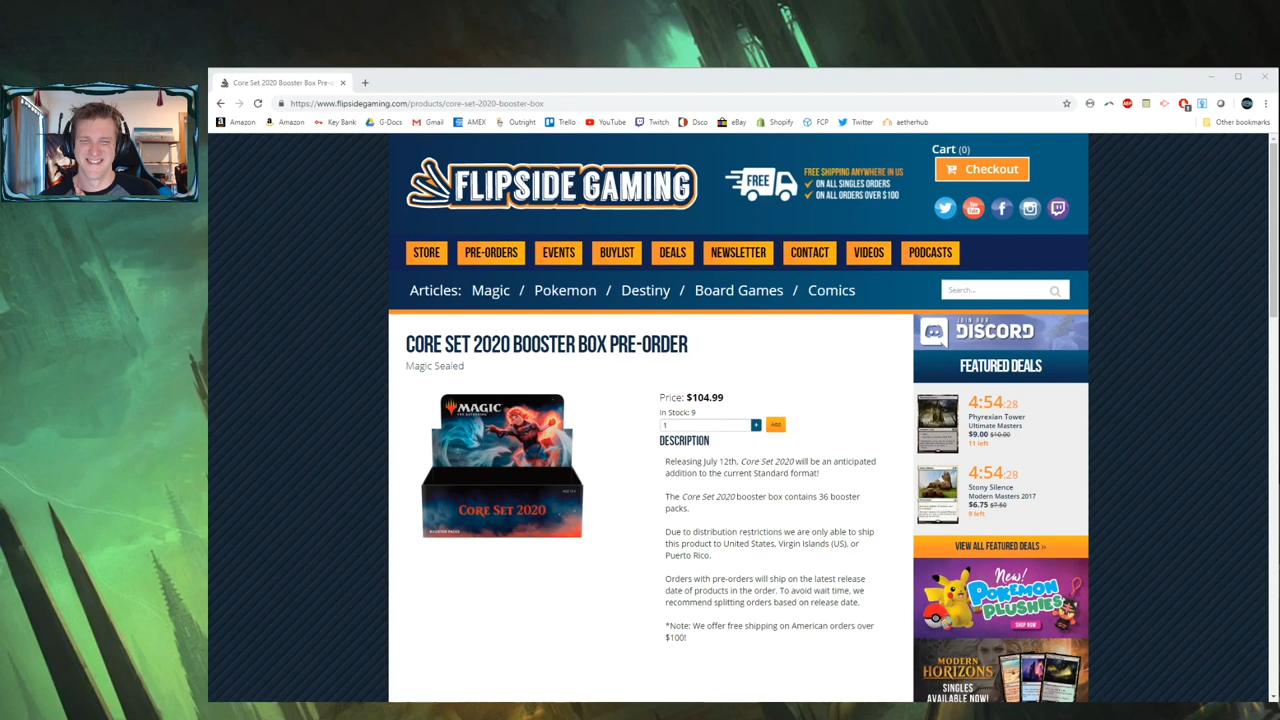 Core Set 2020 Booster Box Pre-o
https://www.flipsidegaming.com/products/core-set-2020-booster-box
Amazon Amazon Key Bank G-Docs Gmail AMEX Outright Trello YouTube Twitch Dsco eBay Shopify FCP Twitter aetherhub Other bookmarks
FLIPSIDE GAMING
FREE
FREE SHIPPING ANYWHERE IN US
ON ALL SINGLES ORDERS
ON ALL ORDERS OVER $100
Cart (0)
Checkout
You Tube
STORE PRE-ORDERS EVENTS BUYLIST DEALS NEWSLETTER CONTACT VIDEOS PODCASTS
Articles: Magic / Pokemon / Destiny / Board Games / Comics
Search...
CORE SET 2020 BOOSTER BOX PRE-ORDER
Magic Sealed
MAGIC
CORE SET 2020
BOOSTER PACKS
Price: $104.99
In Stock: 9
1
Add
DESCRIPTION
Releasing July 12th, Core Set 2020 will be an anticipated
addition to the current Standard format!
The Core Set 2020 booster box contains 36 booster
packs.
Due to distribution restrictions we are only able to ship
this product to United States, Virgin Islands (US), or
Puerto Rico.
Orders with pre-orders will ship on the latest release
date of products in the order. To avoid wait time, we
recommend splitting orders based on release date.
*Note: We offer free shipping on American orders over
$100!
JOIN OUR
DISCORD
FEATURED DEALS
4:54:28
Phyrexian Tower
Ultimate Masters
$9.00 $10.00
11 left
4:54:28
Stony Silence
Modern Masters 2017
$6.75 $7.50
9 left
VIEW ALL FEATURED DEALS »
New!
POKEMON
PLUSHIES
SHOP NOW
MODERN
HORIZONS
SINGLES
AVAILABLE NOW!